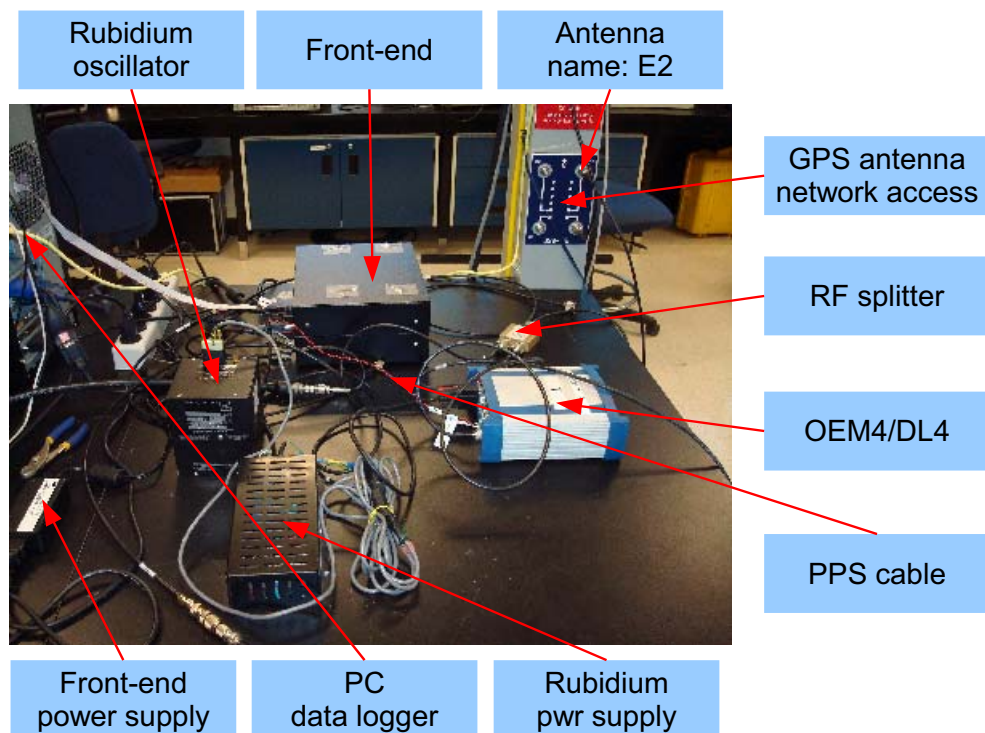 Rubidium
oscillator
Front-end
Antenna
name: E2
GPS antenna
network access
RF splitter
OEM4/DL4
PPS cable
Front-end
power supply
PC
data logger
Rubidium
pwr supply